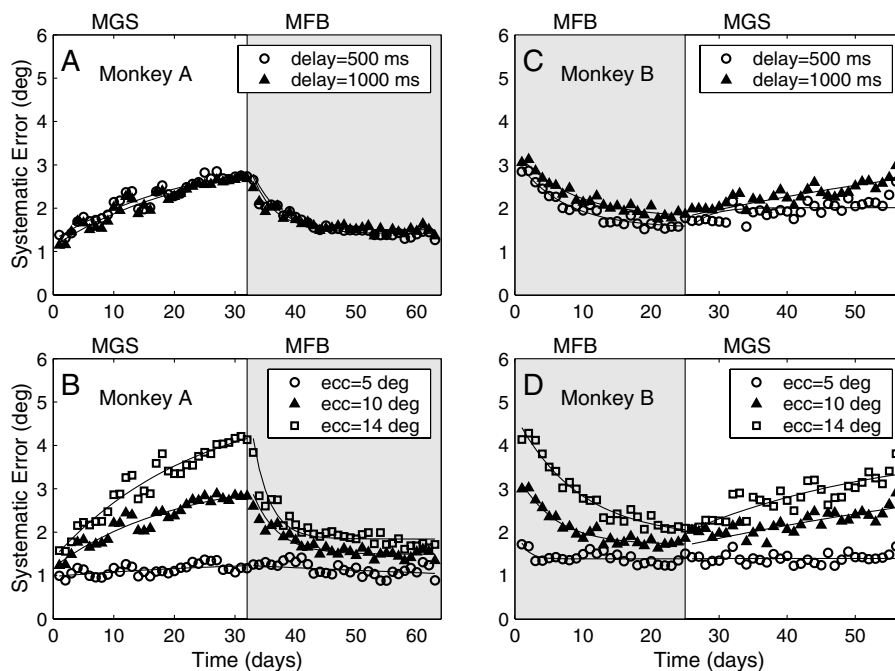 MGS MFB
A
Monkey A
delay=500 ms
delay=1000 ms
Systematic Error (deg)
6
5
4
3
2
1
0
0 10 20 30 40 50 60
MFB MGS
C
Monkey B
delay=500 ms
delay=1000 ms
6
5
4
3
2
1
0
0 10 20 30 40 50
MGS MFB
B
Monkey A
ecc=5 deg
ecc=10 deg
ecc=14 deg
Systematic Error (deg)
6
5
4
3
2
1
0
0 10 20 30 40 50 60
Time (days)
MFB MGS
D
Monkey B
ecc=5 deg
ecc=10 deg
ecc=14 deg
6
5
4
3
2
1
0
0 10 20 30 40 50
Time (days)